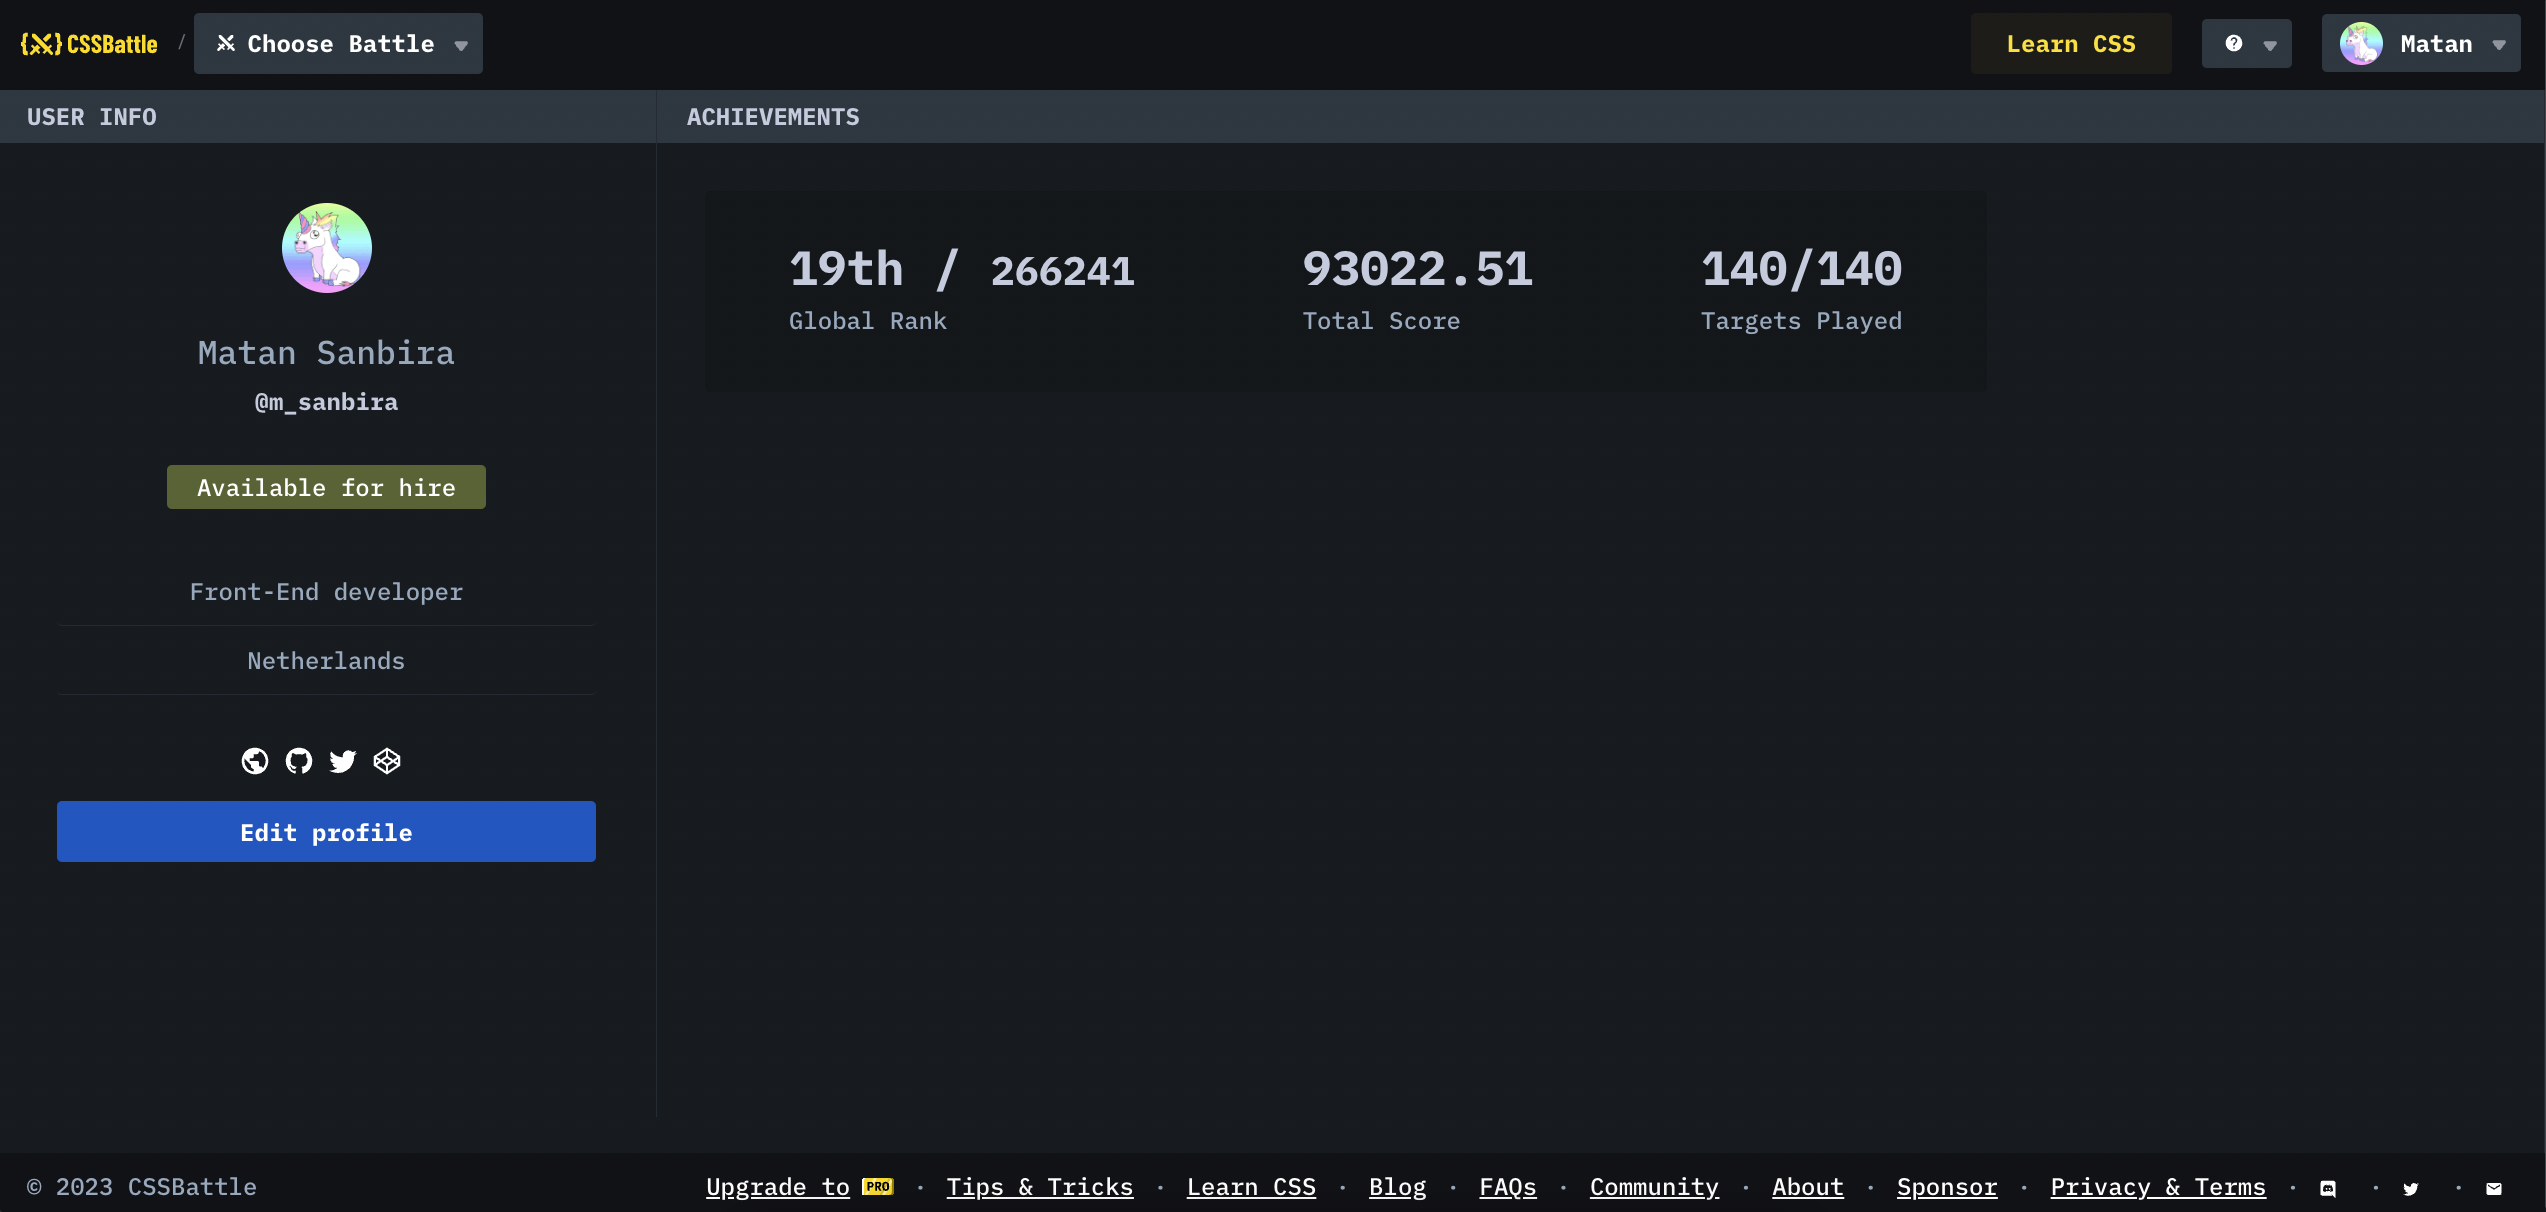 {X} CSSBattle / Choose Battle Learn CSS Matan
USER INFO
ACHIEVEMENTS
Matan Sanbira
@m_sanbira
Available for hire
Front-End developer
Netherlands
Edit profile
19th / 266241
Global Rank
93022.51
Total Score
140/140
Targets Played
© 2023 CSSBattle
Upgrade to PRO · Tips & Tricks · Learn CSS · Blog · FAQs · Community · About · Sponsor · Privacy & Terms · · ·